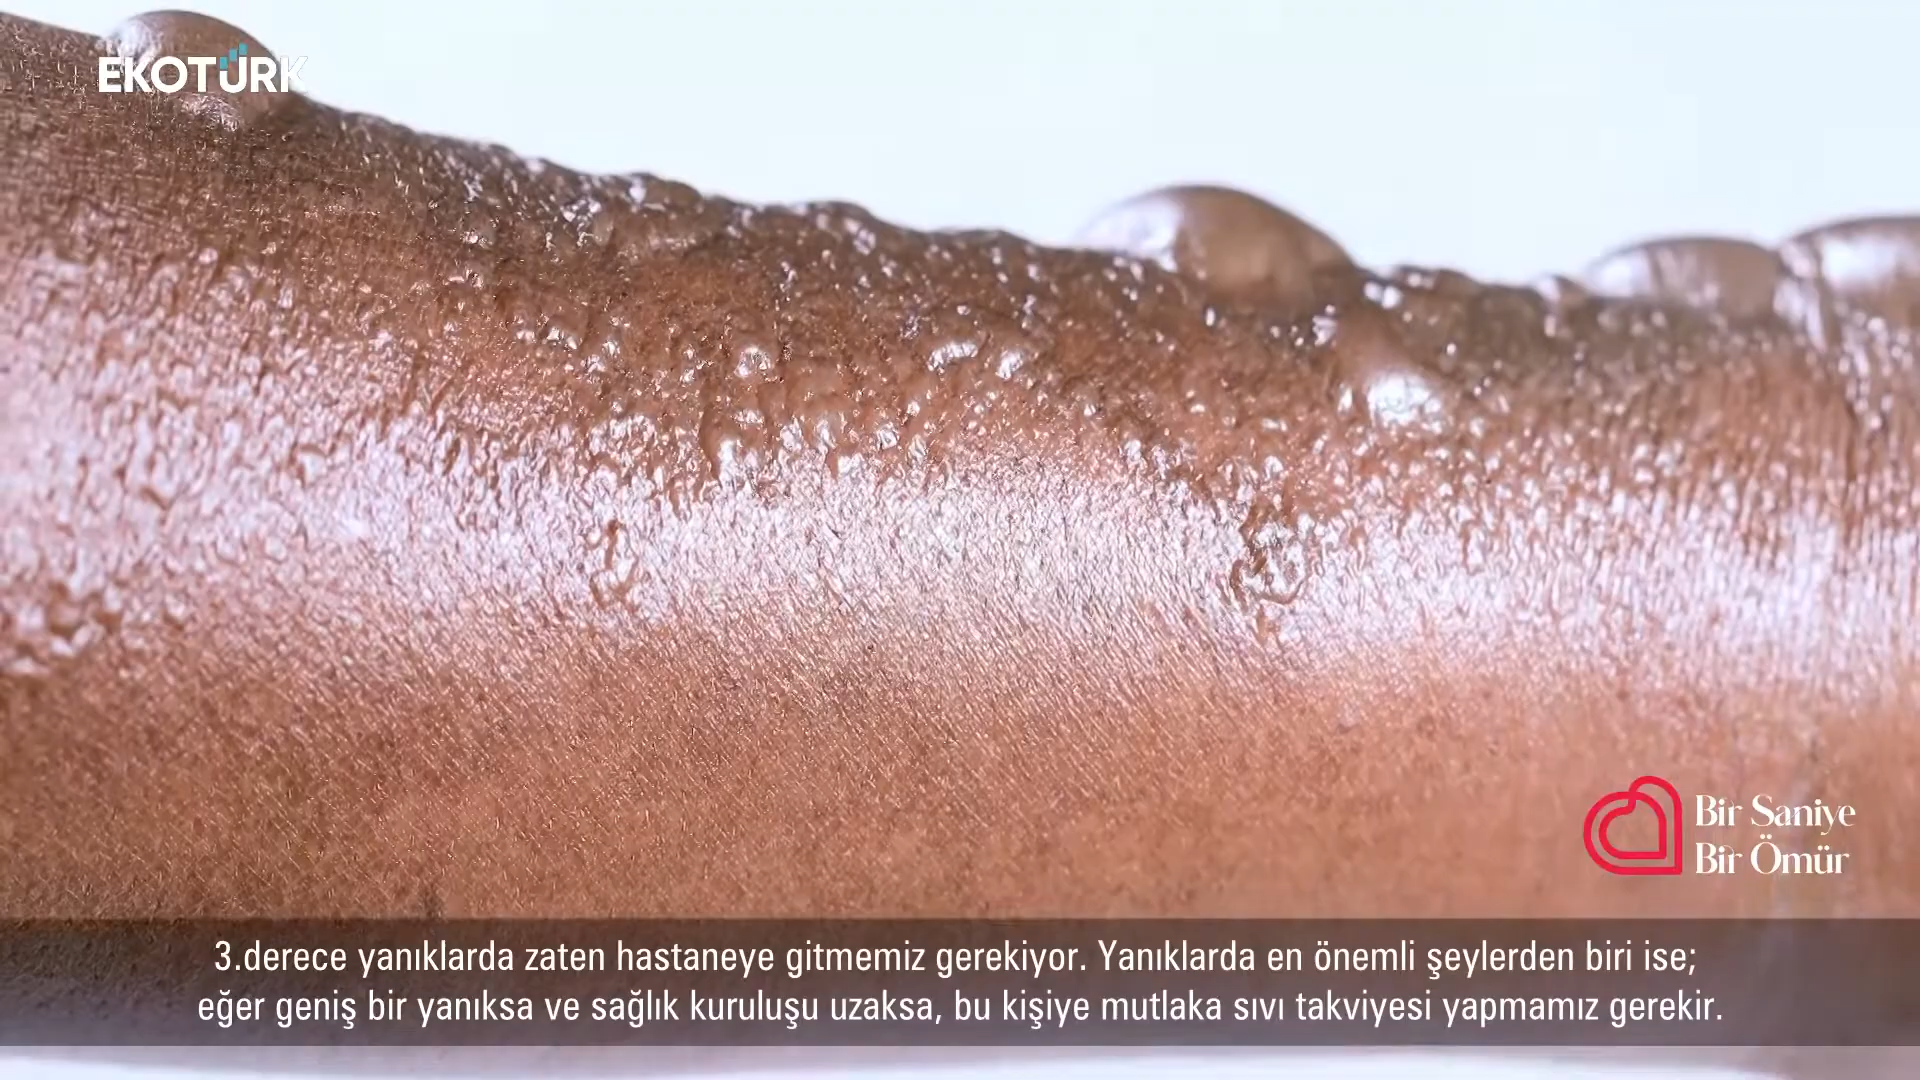 EKOTÜRK
Bir Saniye
Bir Ömür
3.derece yanıklarda zaten hastaneye gitmemiz gerekiyor. Yanıklarda en önemli şeylerden biri ise;
eğer geniş bir yanıksa ve sağlık kuruluşu uzaksa, bu kişiye mutlaka sıvı takviyesi yapmamız gerekir.